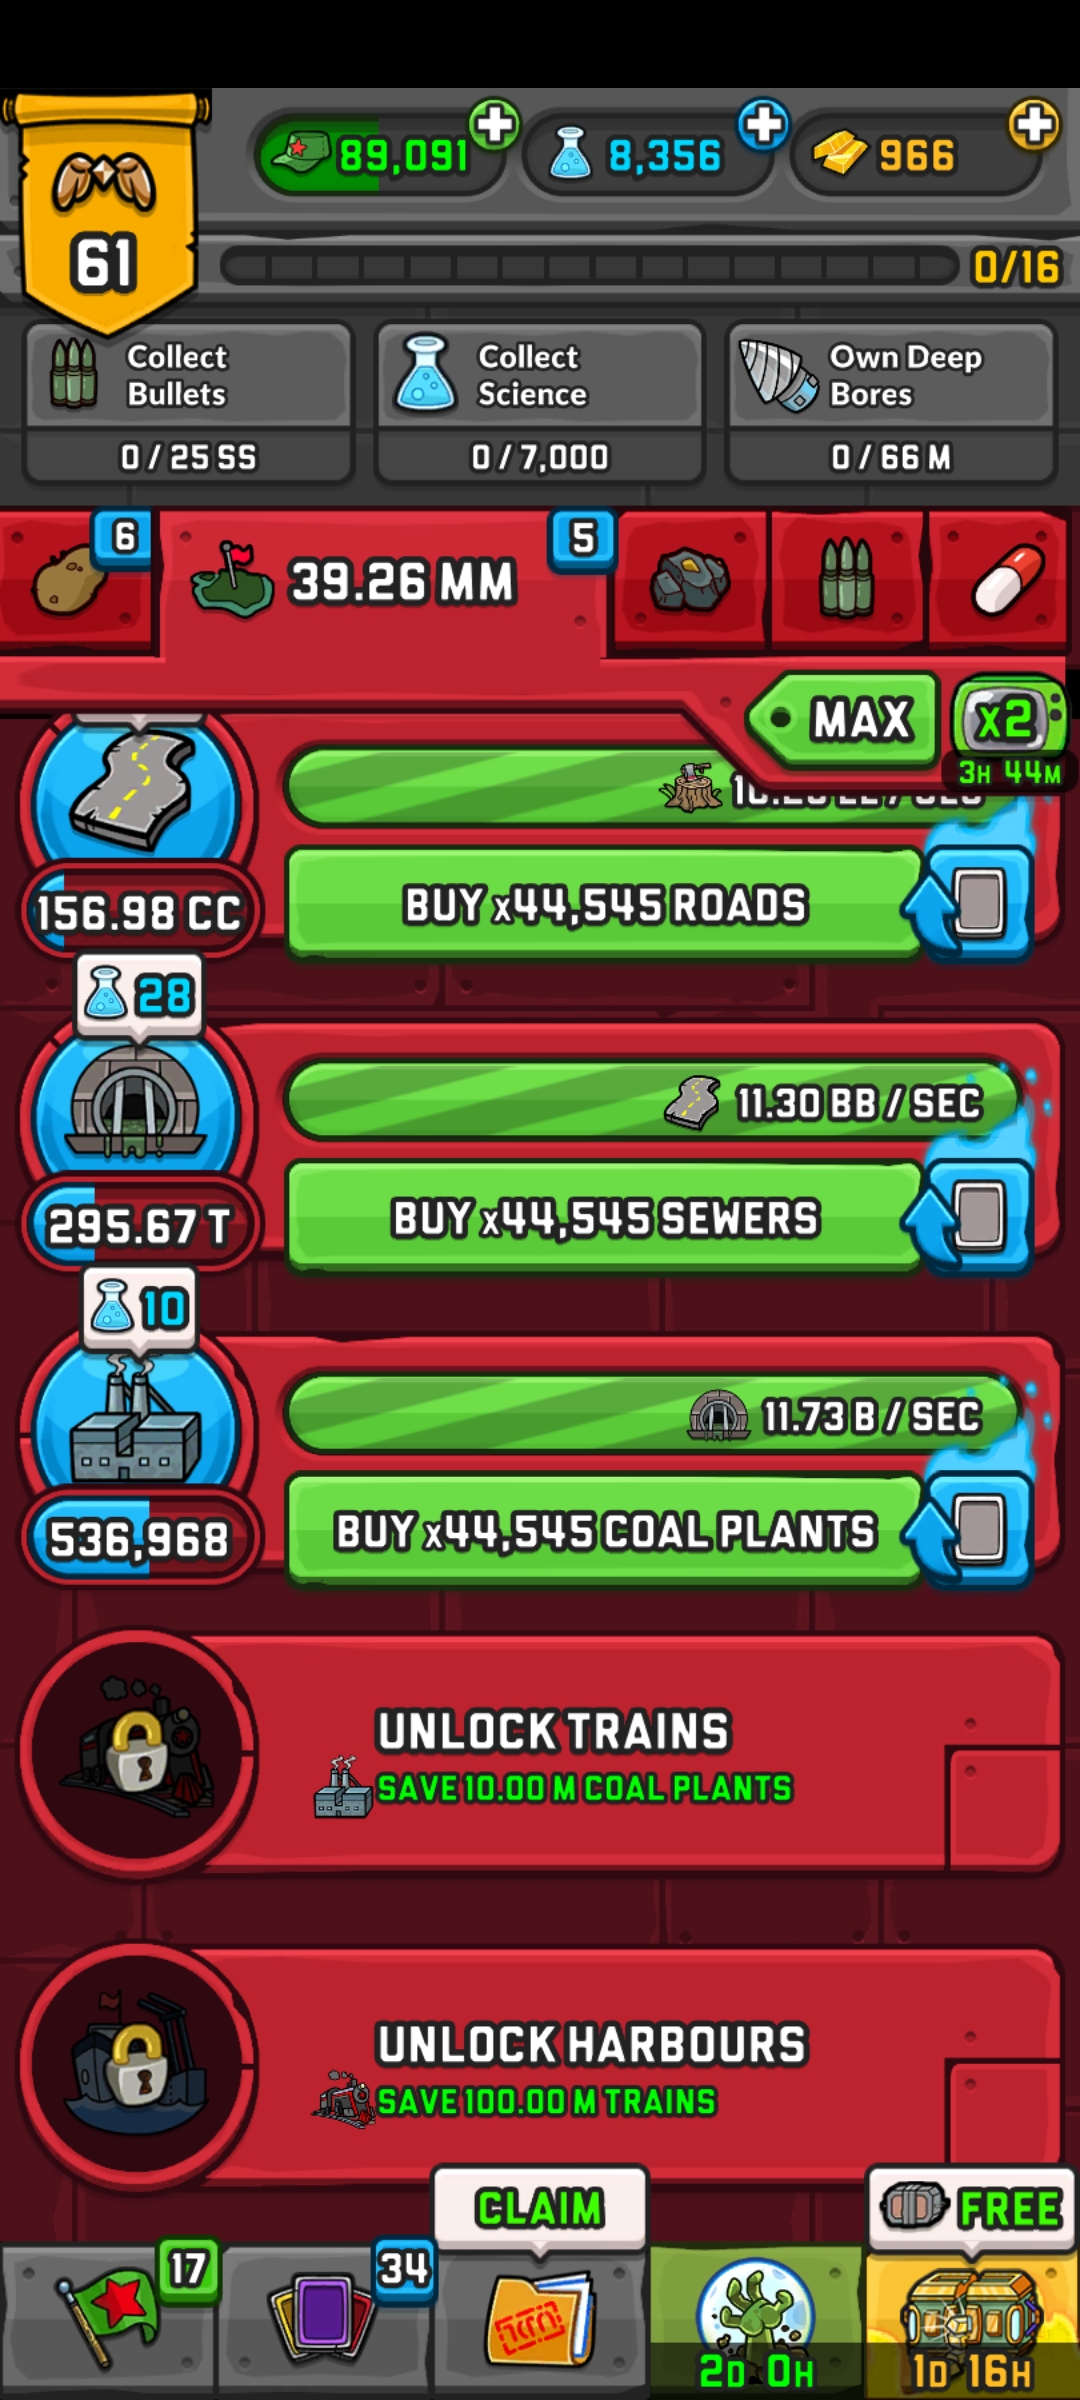 89,091
8,356
966
61
0/16
Collect
Bullets
0 / 25 SS
Collect
Science
0 / 7,000
Own Deep
Bores
0 / 66 M
6
39.26 MM
5
MAX
x2
3H 44M
/ SEC
BUY x44,545 ROADS
156.98 CC
28
11.30 BB / SEC
BUY x44,545 SEWERS
295.67 T
10
11.73 B / SEC
BUY x44,545 COAL PLANTS
536,968
UNLOCK TRAINS
SAVE 10.00 M COAL PLANTS
UNLOCK HARBOURS
SAVE 100.00 M TRAINS
CLAIM
FREE
17
34
2D 0H
1D 16H